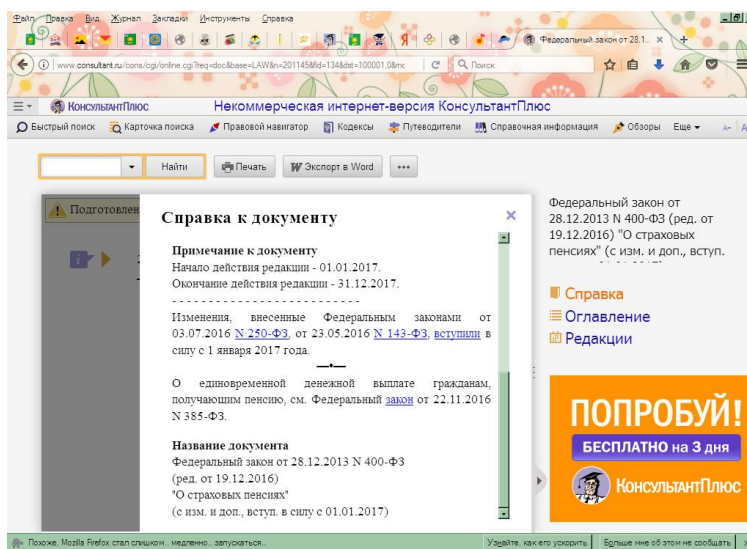 Файл Правка Вид Журнал Закладки Инструменты Справка
Федеральный закон от 28.1...
www.consultant.ru/cons/cgi/online.cgi?req=doc&base=LAW&n=201145&fld=134&dst=100001,0&rnc
Поиск
КонсультантПлюс
Некоммерческая интернет-версия КонсультантПлюс
Быстрый поиск Карточка поиска Правовой навигатор Кодексы Путеводители Справочная информация Обзоры Еще
Найти Печать Экспорт в Word
Подготовлен
Справка к документу
Примечание к документу
Начало действия редакции - 01.01.2017.
Окончание действия редакции - 31.12.2017.
- - - - - - - - - - - - - - - - - - - - - - - - - -
Изменения, внесенные Федеральным законами от
03.07.2016 N 250-ФЗ, от 23.05.2016 N 143-ФЗ, вступили в
силу с 1 января 2017 года.
О единовременной денежной выплате гражданам,
получающим пенсию, см. Федеральный закон от 22.11.2016
N 385-ФЗ.
Название документа
Федеральный закон от 28.12.2013 N 400-ФЗ
(ред. от 19.12.2016)
"О страховых пенсиях"
(с изм. и доп., вступ. в силу с 01.01.2017)
Федеральный закон от
28.12.2013 N 400-ФЗ (ред. от
19.12.2016) "О страховых
пенсиях" (с изм. и доп., вступ.
Справка
Оглавление
Редакции
ПОПРОБУЙ!
БЕСПЛАТНО на 3 дня
КонсультантПлюс
Похоже, Mozilla Firefox стал слишком... медленно... запускаться... Узнайте, как его ускорить Больше мне об этом не сообщать